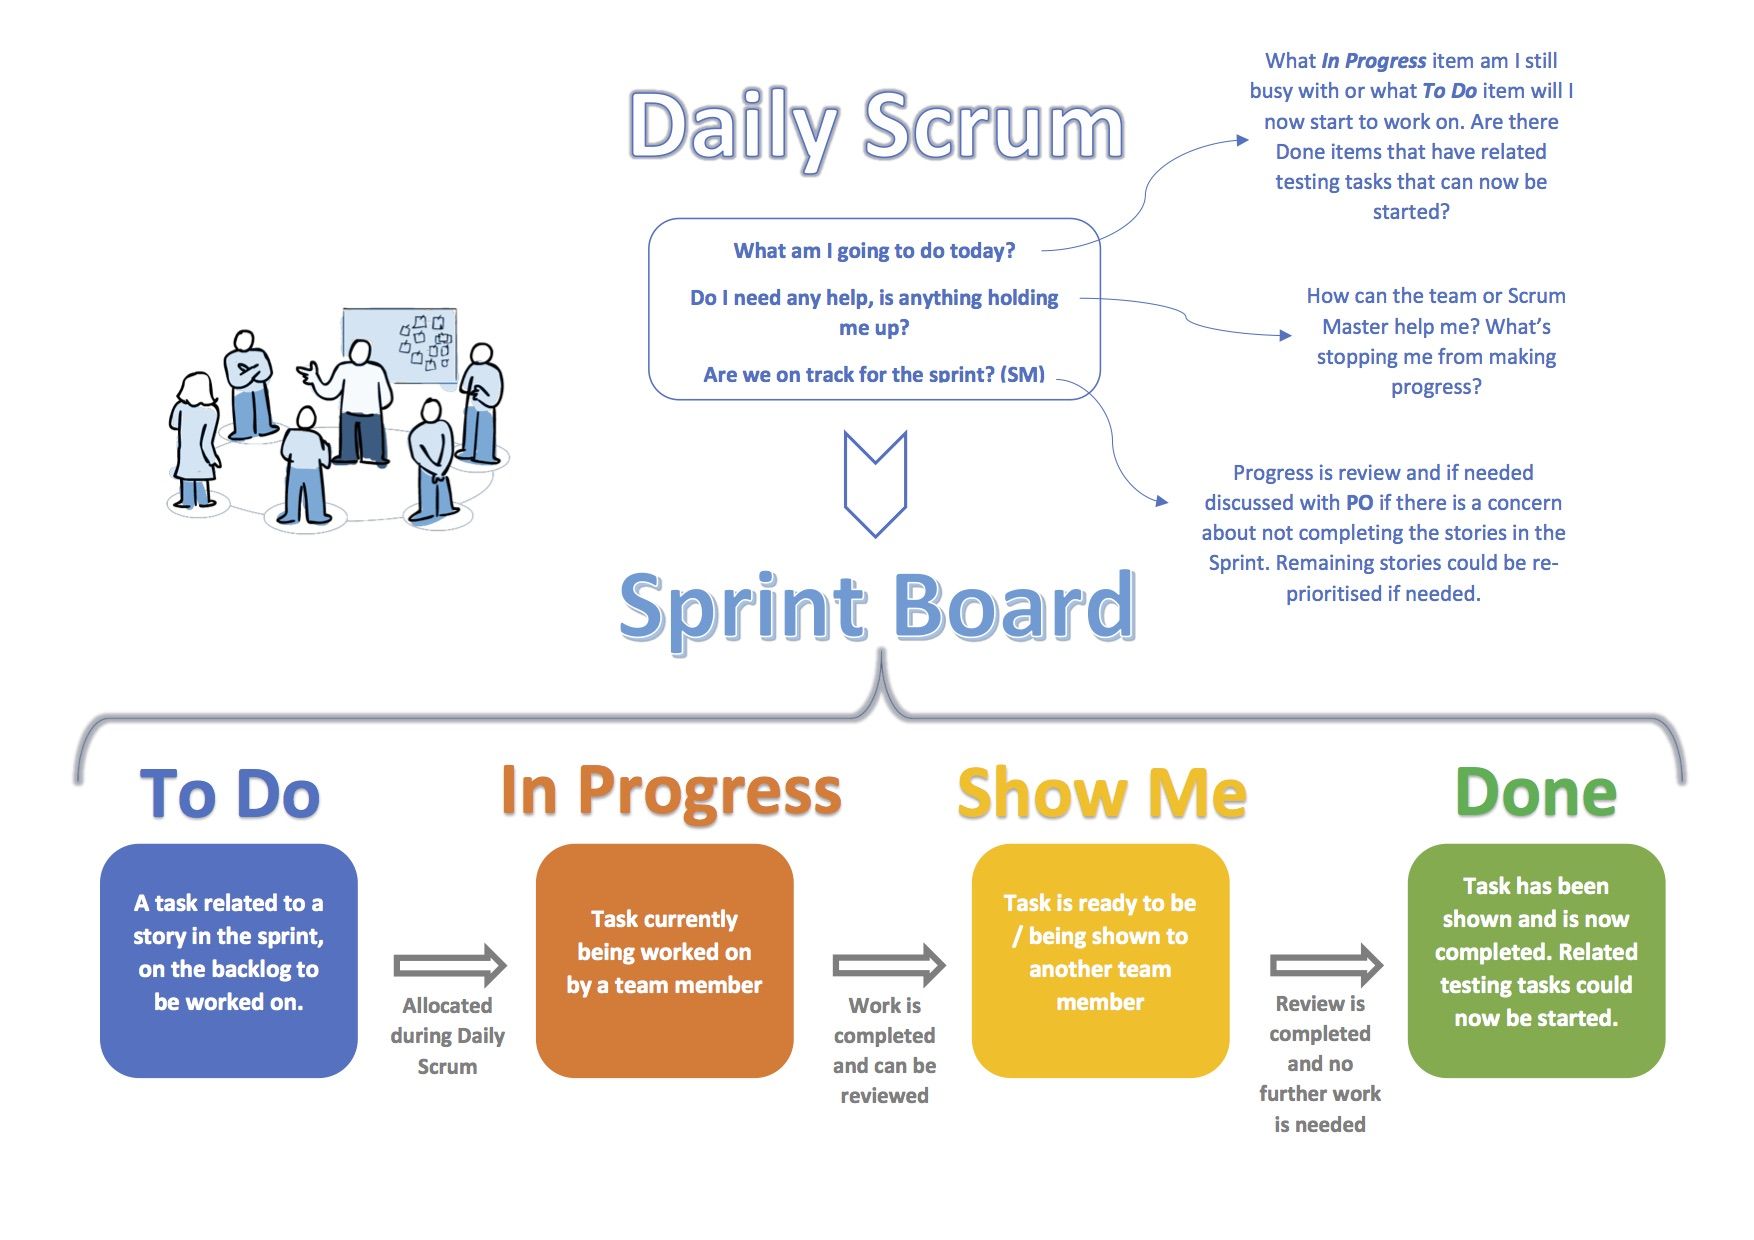 Daily Scrum
What am I going to do today?
Do I need any help, is anything holding
me up?
Are we on track for the sprint? (SM)
What In Progress item am I still
busy with or what To Do item will I
now start to work on. Are there
Done items that have related
testing tasks that can now be
started?
How can the team or Scrum
Master help me? What’s
stopping me from making
progress?
Progress is review and if needed
discussed with PO if there is a concern
about not completing the stories in the
Sprint. Remaining stories could be re-
prioritised if needed.
Sprint Board
To Do
A task related to a
story in the sprint,
on the backlog to
be worked on.
Allocated
during Daily
Scrum
In Progress
Task currently
being worked on
by a team member
Work is
completed
and can be
reviewed
Show Me
Task is ready to be
/ being shown to
another team
member
Review is
completed
and no
further work
is needed
Done
Task has been
shown and is now
completed. Related
testing tasks could
now be started.